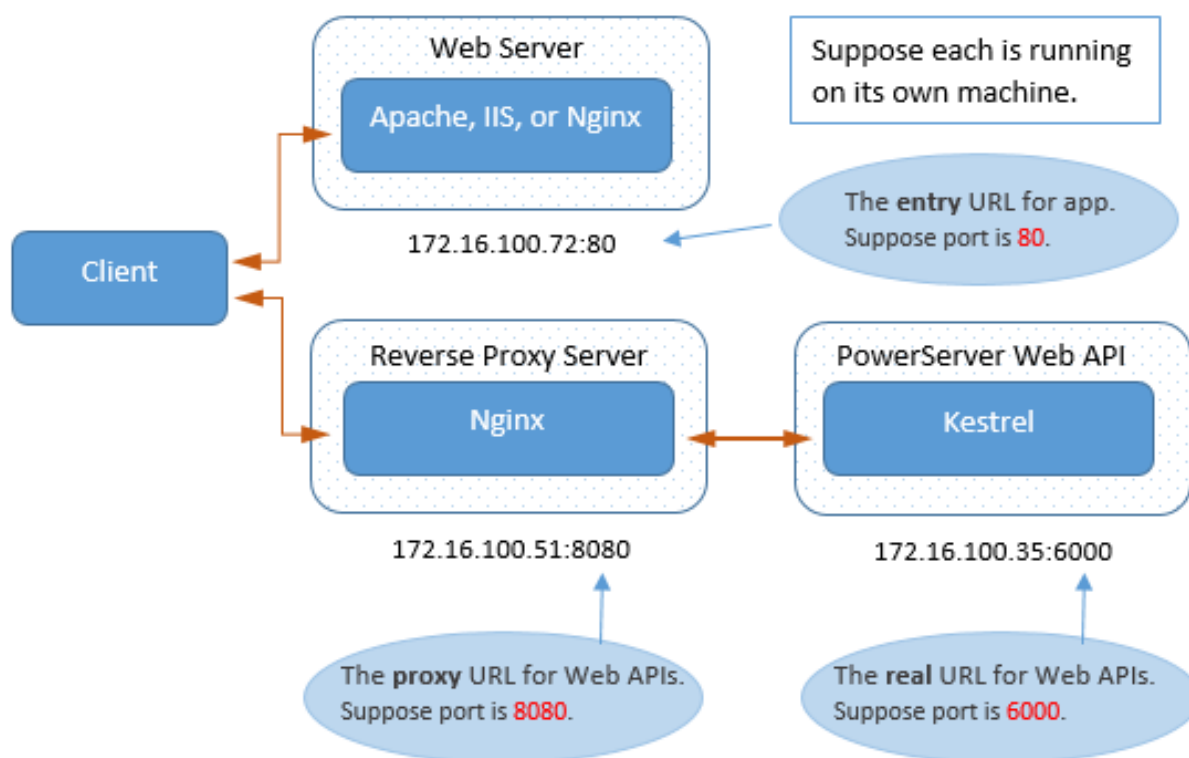 Web Server
Apache, IIS, or Nginx
172.16.100.72:80
Suppose each is running
on its own machine.
The entry URL for app.
Suppose port is 80.
Client
Reverse Proxy Server
Nginx
172.16.100.51:8080
PowerServer Web API
Kestrel
172.16.100.35:6000
The proxy URL for Web APIs.
Suppose port is 8080.
The real URL for Web APIs.
Suppose port is 6000.